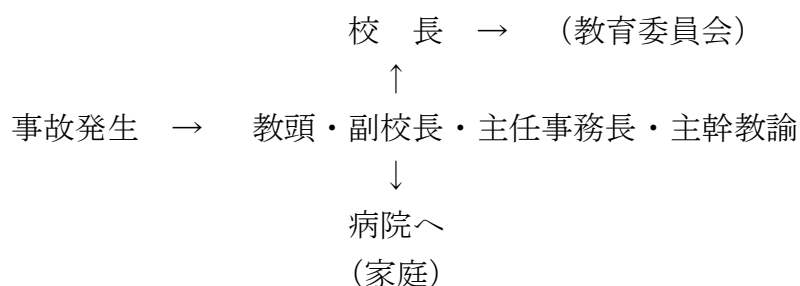 校　長　→　（教育委員会）
↑
事故発生　→　教頭・副校長・主任事務長・主幹教諭
↓
病院へ
（家庭）